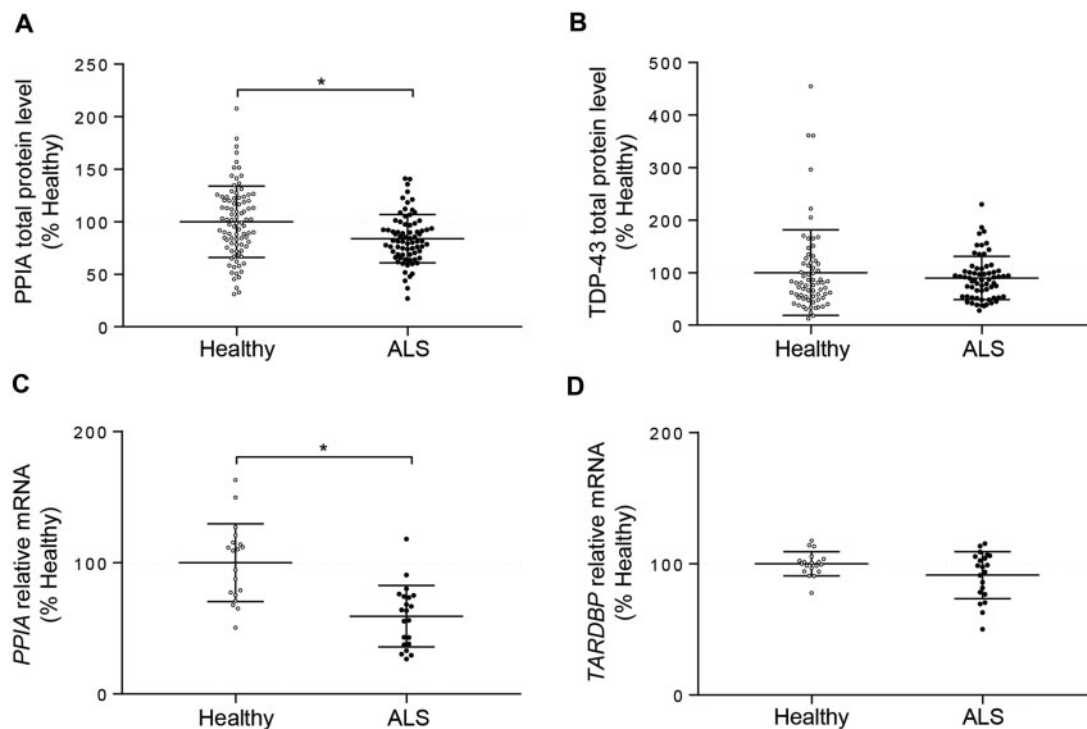 A
PPIA total protein level
(% Healthy)
250
200
150
100
50
0
*
Healthy
ALS
B
TDP-43 total protein level
(% Healthy)
500
400
300
200
100
0
Healthy
ALS
C
PPIA relative mRNA
(% Healthy)
200
100
0
*
Healthy
ALS
D
TARDBP relative mRNA
(% Healthy)
200
100
0
Healthy
ALS